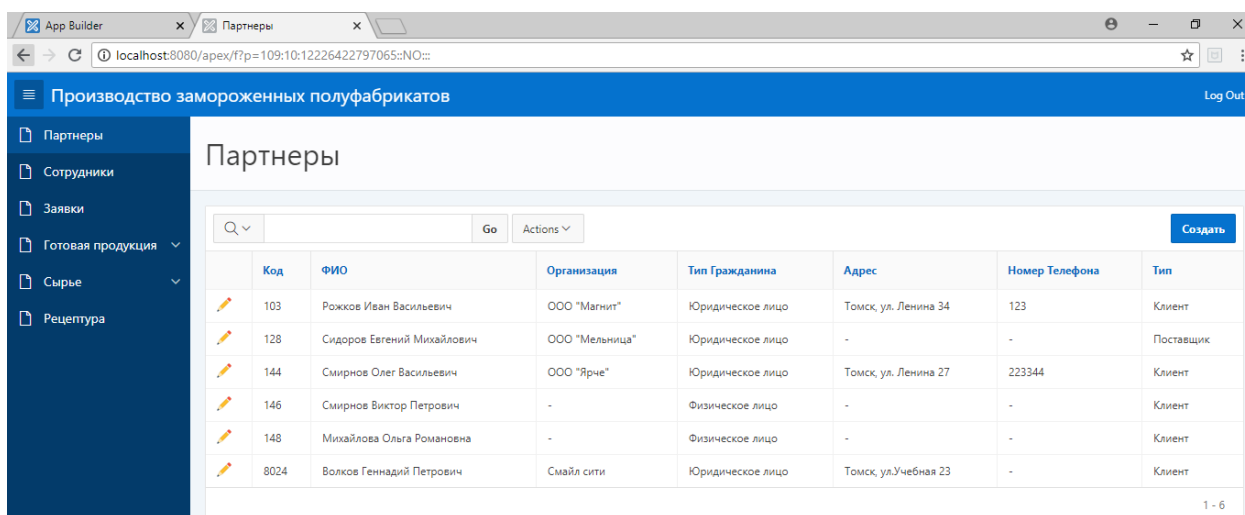 App Builder Партнеры
localhost:8080/apex/f?p=109:10:12226422797065::NO:::
Производство замороженных полуфабрикатов Log Out
Партнеры
Сотрудники
Заявки
Готовая продукция
Сырье
Рецептура
Партнеры
Go Actions Создать
Код ФИО Организация Тип Гражданина Адрес Номер Телефона Тип
103 Рожков Иван Васильевич ООО "Магнит" Юридическое лицо Томск, ул. Ленина 34 123 Клиент
128 Сидоров Евгений Михайлович ООО "Мельница" Юридическое лицо - - Поставщик
144 Смирнов Олег Васильевич ООО "Ярче" Юридическое лицо Томск, ул. Ленина 27 223344 Клиент
146 Смирнов Виктор Петрович - Физическое лицо - - Клиент
148 Михайлова Ольга Романовна - Физическое лицо - - Клиент
8024 Волков Геннадий Петрович Смайл сити Юридическое лицо Томск, ул.Учебная 23 - Клиент
1 - 6